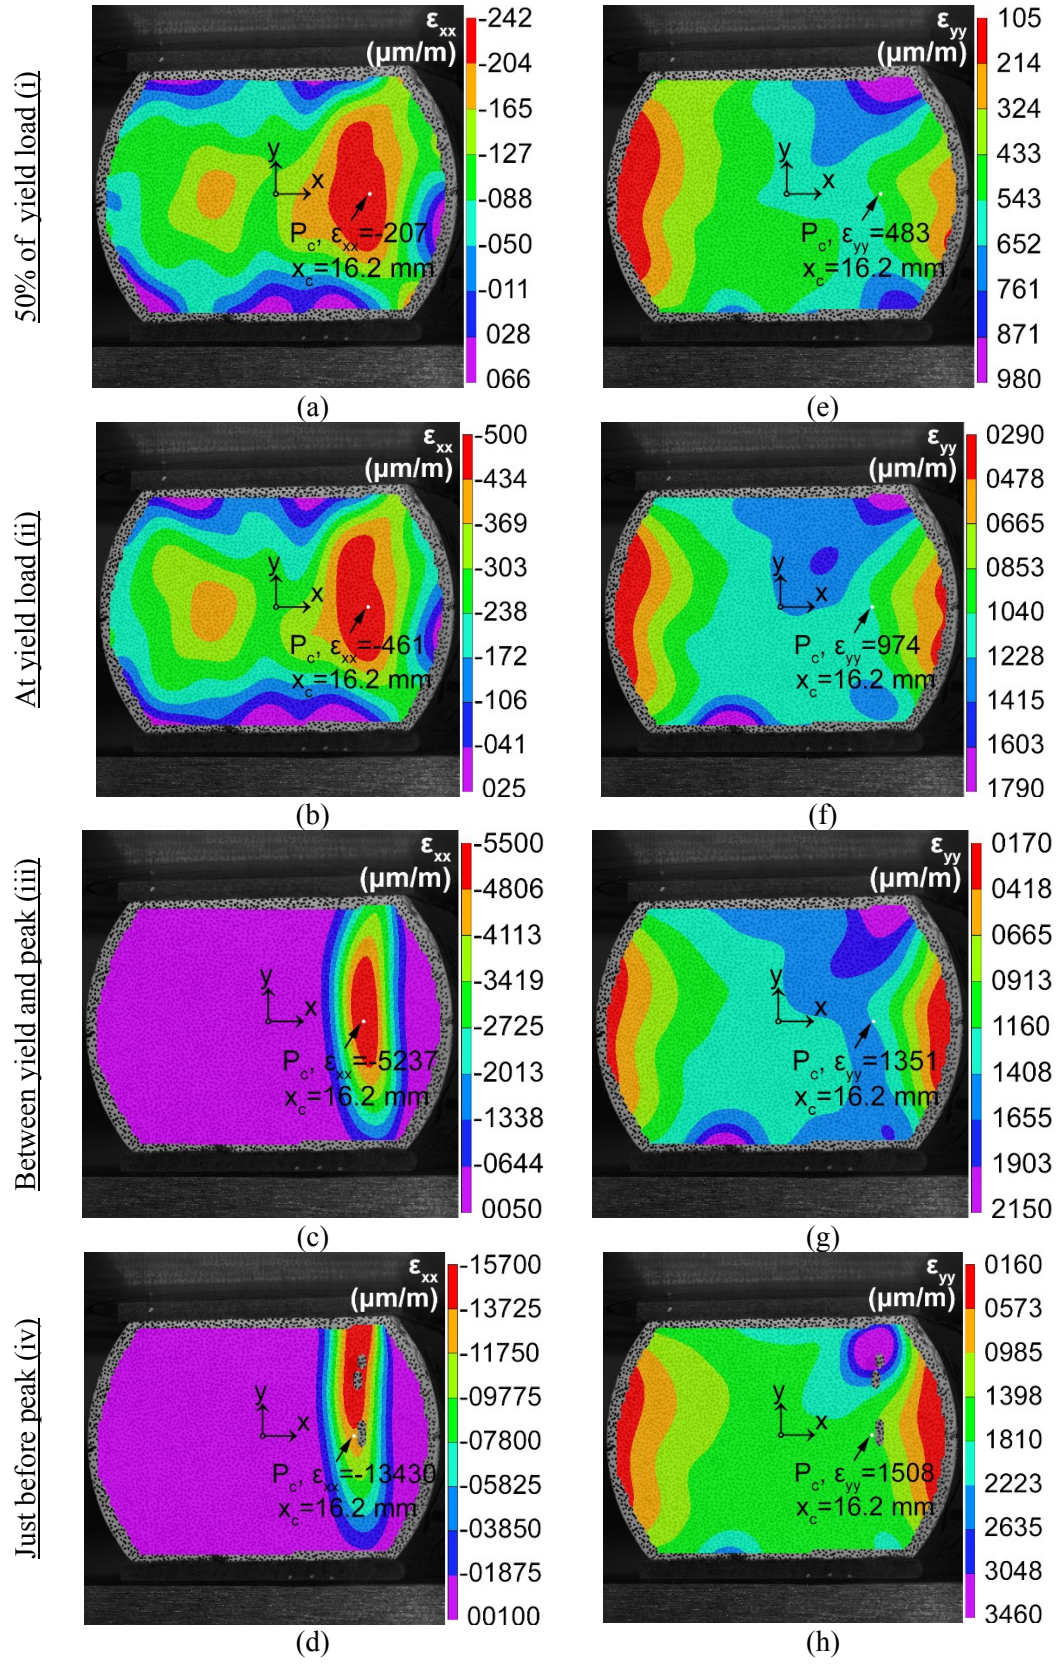 50% of yield load (i)
εxx
(µm/m)
-242
-204
-165
-127
-088
-050
-011
028
066
y
x
Pc, εxx=-207
xc=16.2 mm
(a)
εyy
(µm/m)
105
214
324
433
543
652
761
871
980
y
x
Pc, εyy=483
xc=16.2 mm
(e)
At yield load (ii)
εxx
(µm/m)
-500
-434
-369
-303
-238
-172
-106
-041
025
y
x
Pc, εxx=-461
xc=16.2 mm
(b)
εyy
(µm/m)
0290
0478
0665
0853
1040
1228
1415
1603
1790
y
x
Pc, εyy=974
xc=16.2 mm
(f)
Between yield and peak (iii)
εxx
(µm/m)
-5500
-4806
-4113
-3419
-2725
-2013
-1338
-0644
0050
y
x
Pc, εxx=-5237
xc=16.2 mm
(c)
εyy
(µm/m)
0170
0418
0665
0913
1160
1408
1655
1903
2150
y
x
Pc, εyy=1351
xc=16.2 mm
(g)
Just before peak (iv)
εxx
(µm/m)
-15700
-13725
-11750
-09775
-07800
-05825
-03850
-01875
00100
y
x
Pc, εxx=-13430
xc=16.2 mm
(d)
εyy
(µm/m)
0160
0573
0985
1398
1810
2223
2635
3048
3460
y
x
Pc, εyy=1508
xc=16.2 mm
(h)